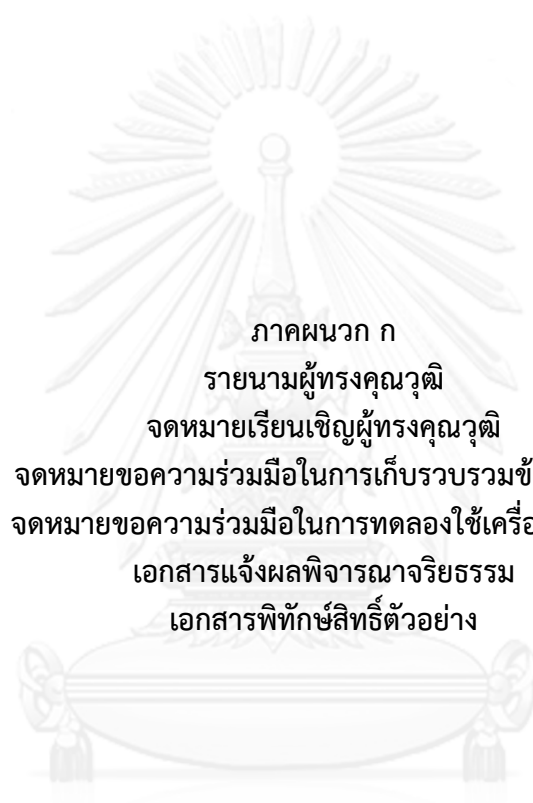 ภาคผนวก ก
รายนามผู้ทรงคุณวุฒิ
จดหมายเรียนเชิญผู้ทรงคุณวุฒิ
จดหมายขอความร่วมมือในการเก็บรวบรวมข้
จดหมายขอความร่วมมือในการทดลองใช้เครื่อ
เอกสารแจ้งผลพิจารณาจริยธรรม
เอกสารพิทักษ์สิทธิ์ตัวอย่าง